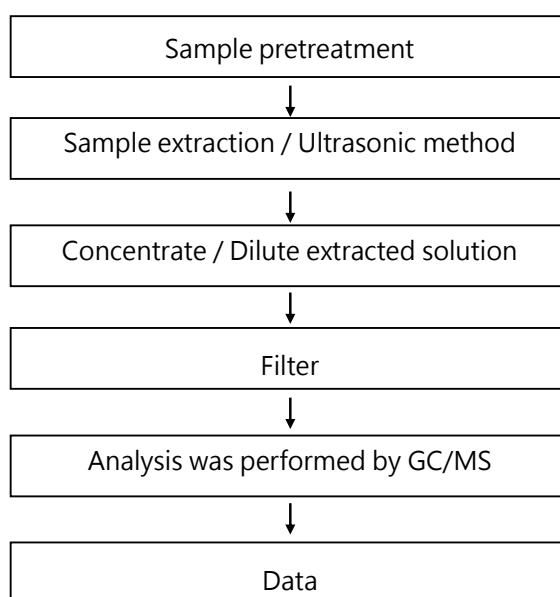 Sample pretreatment
Sample extraction / Ultrasonic method
Concentrate / Dilute extracted solution
Filter
Analysis was performed by GC/MS
Data